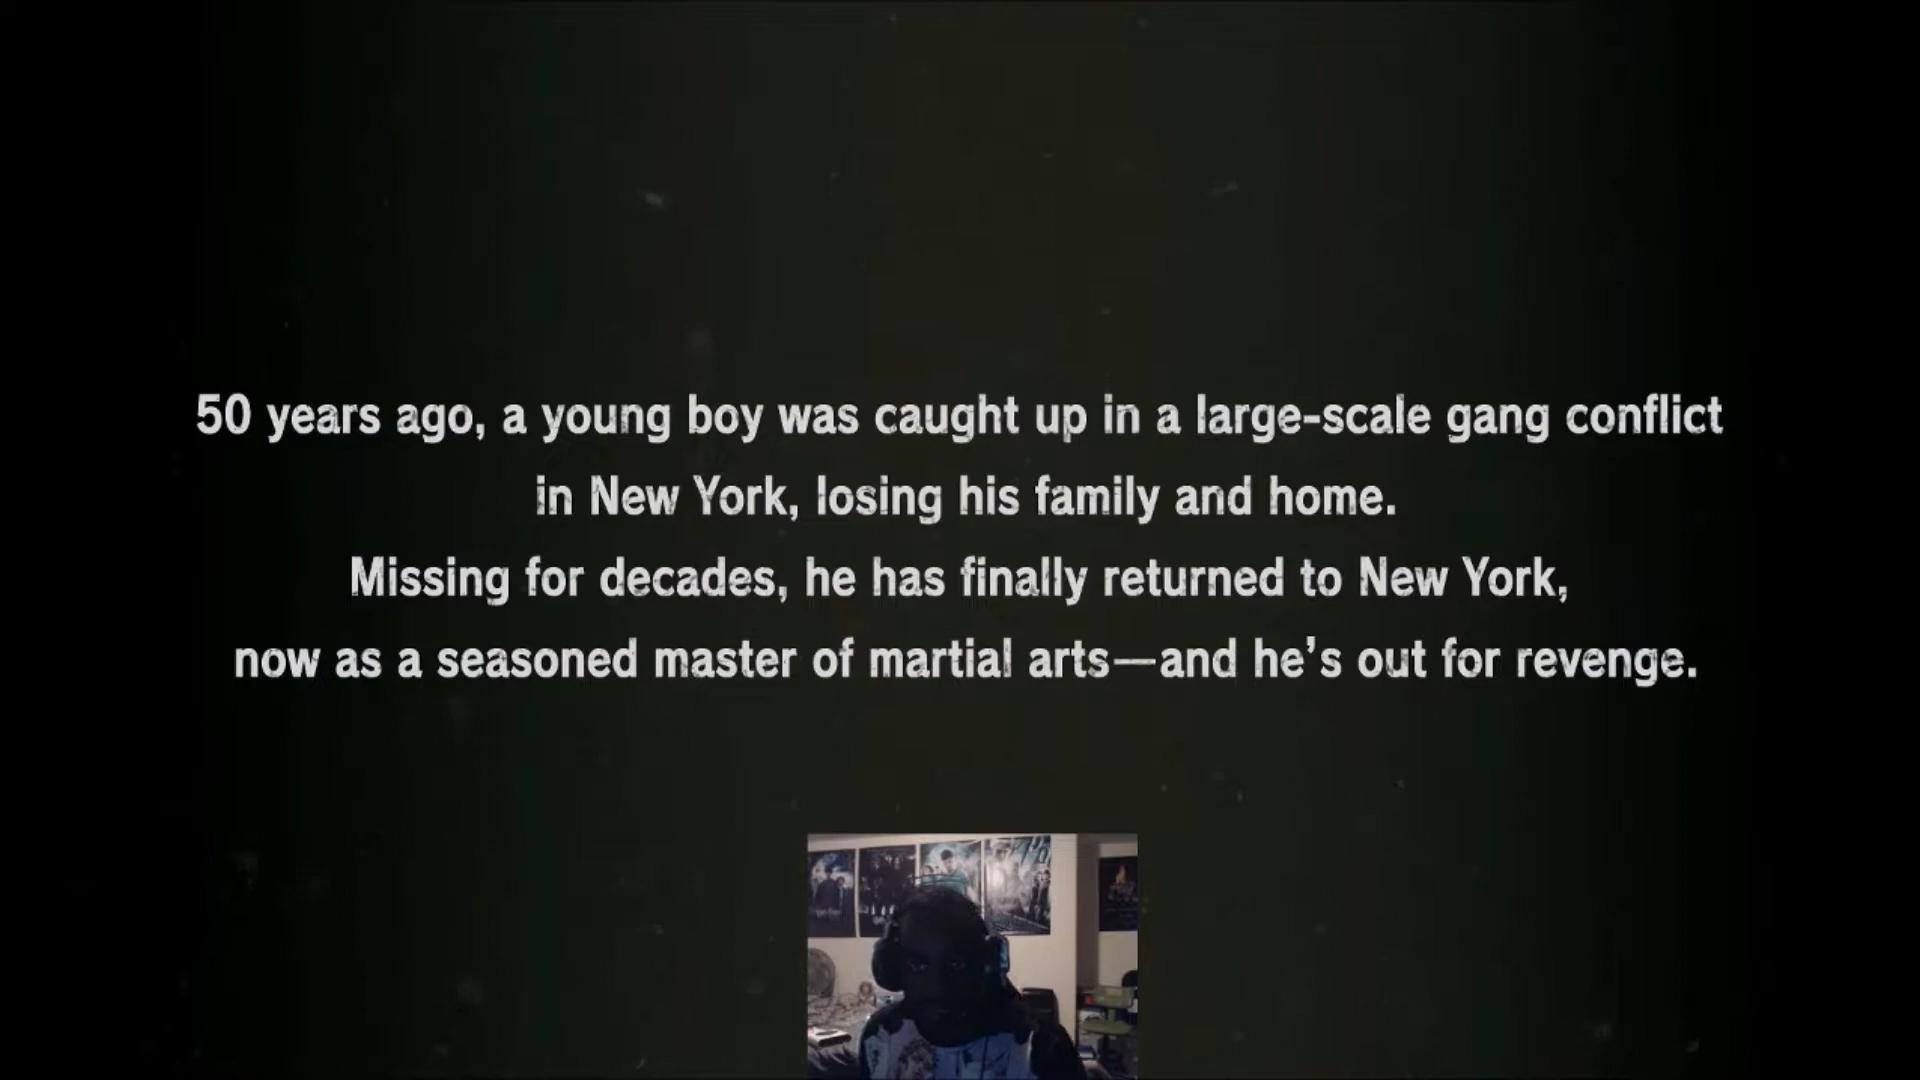 50 years ago, a young boy was caught up in a large-scale gang conflict
in New York, losing his family and home.
Missing for decades, he has finally returned to New York,
now as a seasoned master of martial arts—and he's out for revenge.